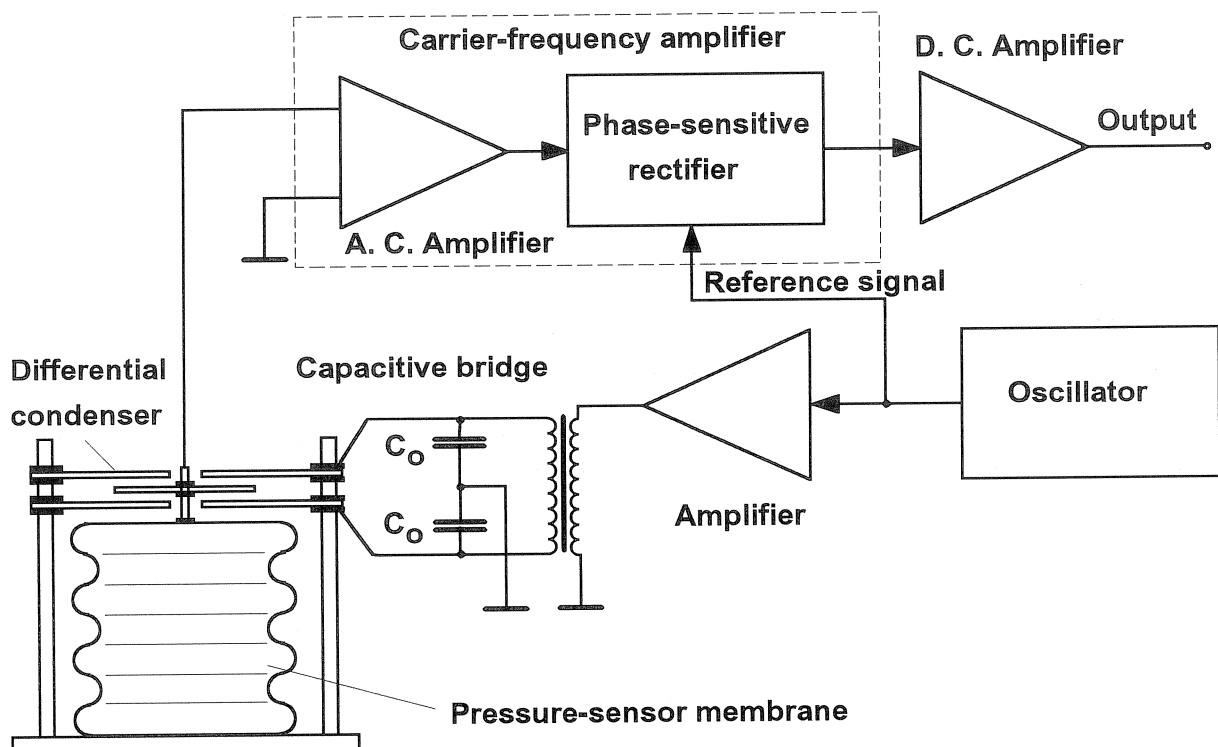 Carrier-frequency amplifier
D. C. Amplifier
Phase-sensitive
rectifier
Output
A. C. Amplifier
Reference signal
Differential
condenser
Capacitive bridge
Oscillator
Co
Co
Amplifier
Pressure-sensor membrane